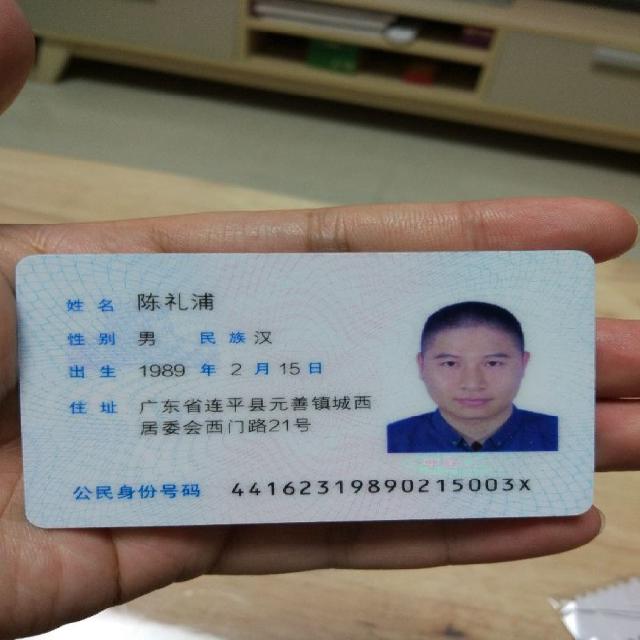 姓名 陈礼浦
性别 男 民族 汉
出生 1989 年 2 月 15 日
住址 广东省连平县元善镇城西
居委会西门路21号
公民身份号码 44162319890215003X